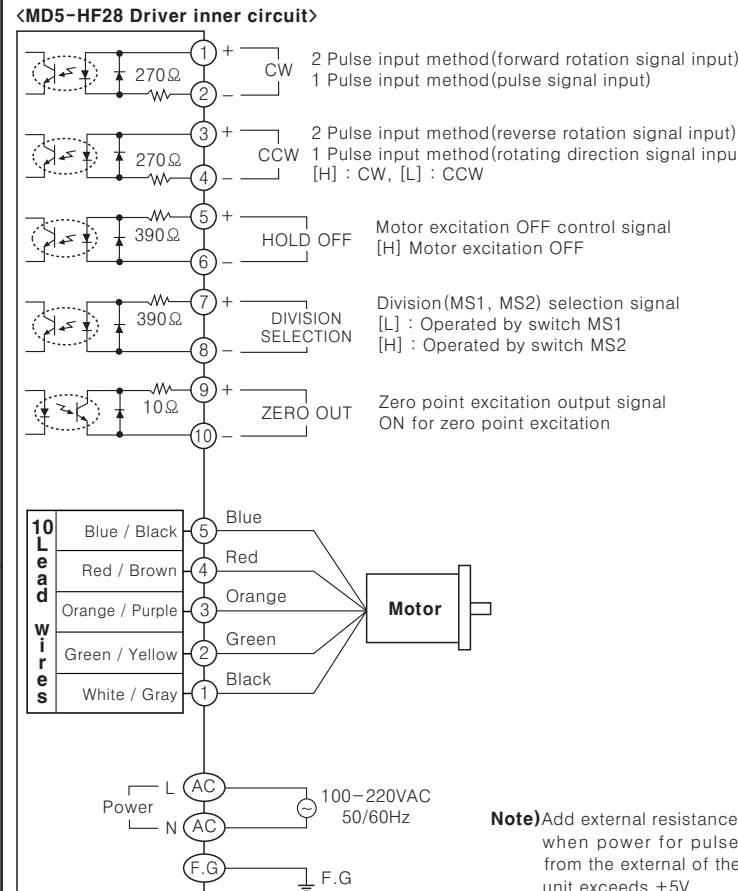 <MD5-HF28 Driver inner circuit>
1 + CW 2 Pulse input method(forward rotation signal input)
270Ω 1 Pulse input method(pulse signal input)
2 −
3 + 2 Pulse input method(reverse rotation signal input)
270Ω CCW 1 Pulse input method(rotating direction signal inpu
4 − [H] : CW, [L] : CCW
5 +
390Ω HOLD OFF Motor excitation OFF control signal
6 − [H] Motor excitation OFF
7 + Division(MS1, MS2) selection signal
390Ω DIVISION [L] : Operated by switch MS1
SELECTION [H] : Operated by switch MS2
8 −
9 + Zero point excitation output signal
10Ω ZERO OUT ON for zero point excitation
10 −
10 Lead wires
Blue / Black 5 Blue
Red / Brown 4 Red
Orange / Purple 3 Orange
Motor
Green / Yellow 2 Green
White / Gray 1 Black
L AC 100-220VAC
Power 50/60Hz
N AC
F.G F.G
Note)Add external resistance
when power for pulse
from the external of the
unit exceeds +5V